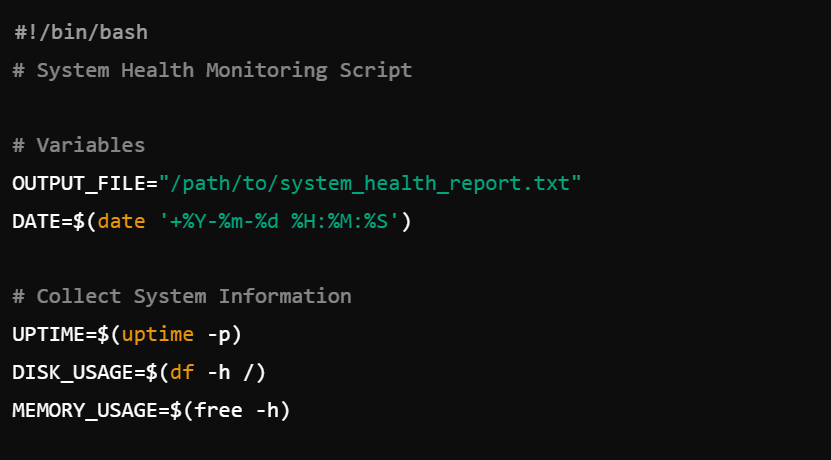 #!/bin/bash
# System Health Monitoring Script
# Variables
OUTPUT_FILE="/path/to/system_health_report.txt"
DATE=$(date '+%Y-%m-%d %H:%M:%S')
# Collect System Information
UPTIME=$(uptime -p)
DISK_USAGE=$(df -h /)
MEMORY_USAGE=$(free -h)